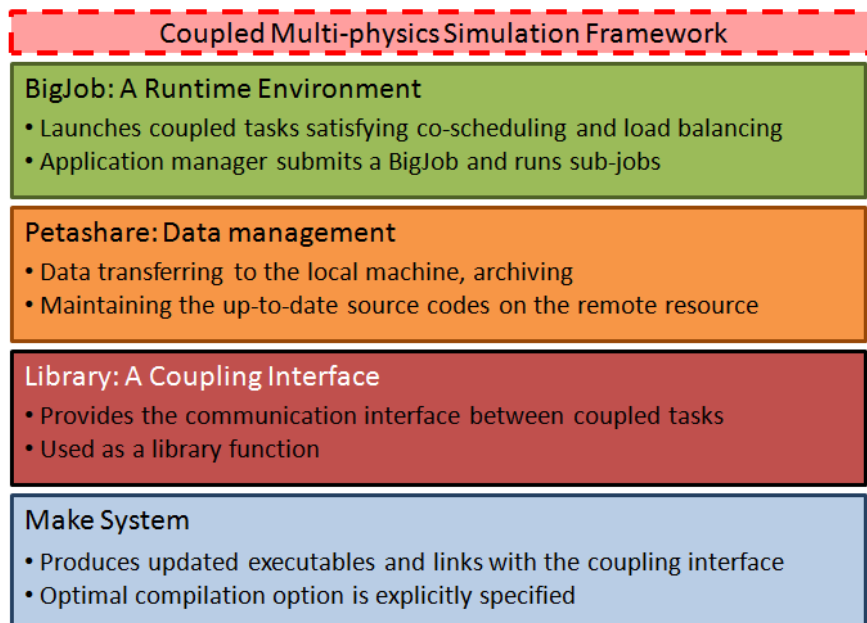 Coupled Multi-physics Simulation Framework
BigJob: A Runtime Environment
• Launches coupled tasks satisfying co-scheduling and load balancing
• Application manager submits a BigJob and runs sub-jobs
Petashare: Data management
• Data transferring to the local machine, archiving
• Maintaining the up-to-date source codes on the remote resource
Library: A Coupling Interface
• Provides the communication interface between coupled tasks
• Used as a library function
Make System
• Produces updated executables and links with the coupling interface
• Optimal compilation option is explicitly specified